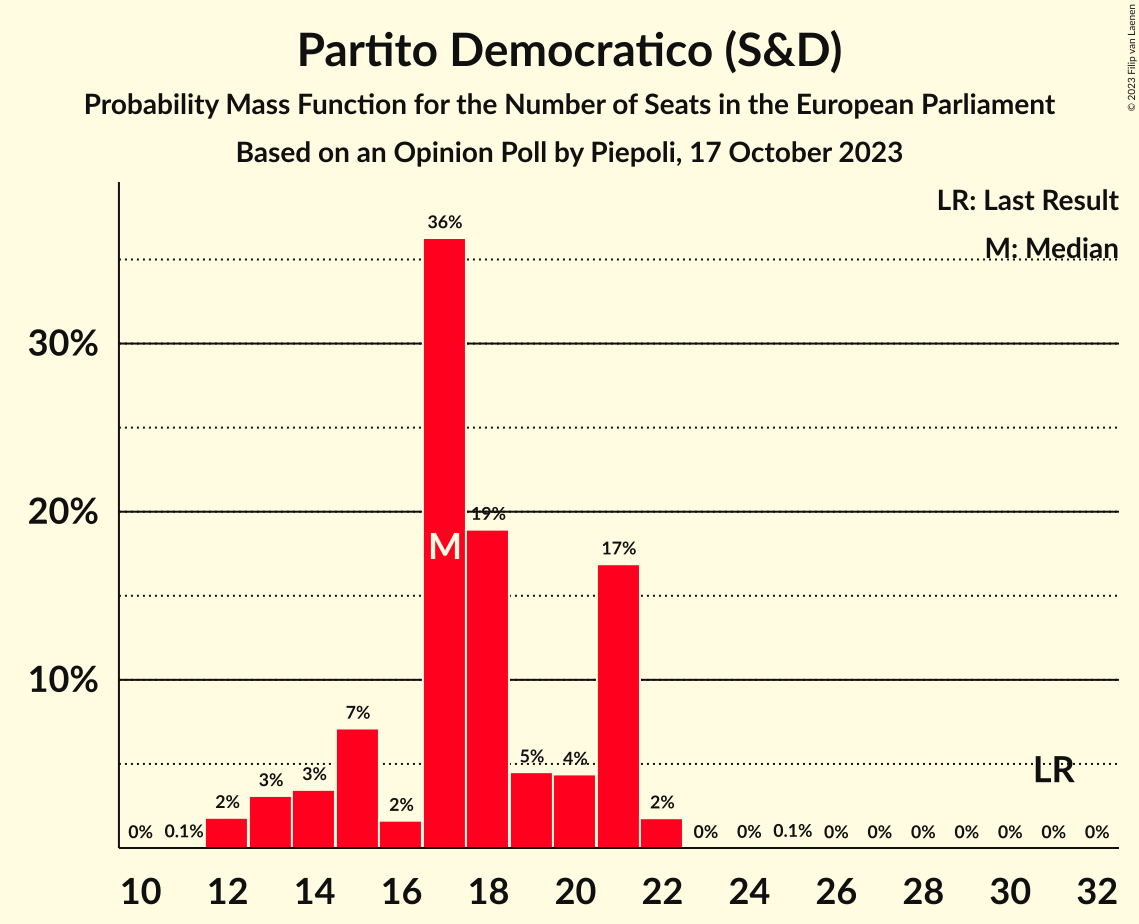 Partito Democratico (S&D)
Probability Mass Function for the Number of Seats in the European Parliament
Based on an Opinion Poll by Piepoli, 17 October 2023
© 2023 Filip van Laenen
LR: Last Result
M: Median
36%
30%
20%
19%
M
17%
10%
7%
5%
4%
LR
3%
3%
2%
2%
2%
0%
0.1%
0%
0%
0.1%
0%
0%
0%
0%
0%
0%
0%
10 12 14 16 18 20 22 24 26 28 30 32